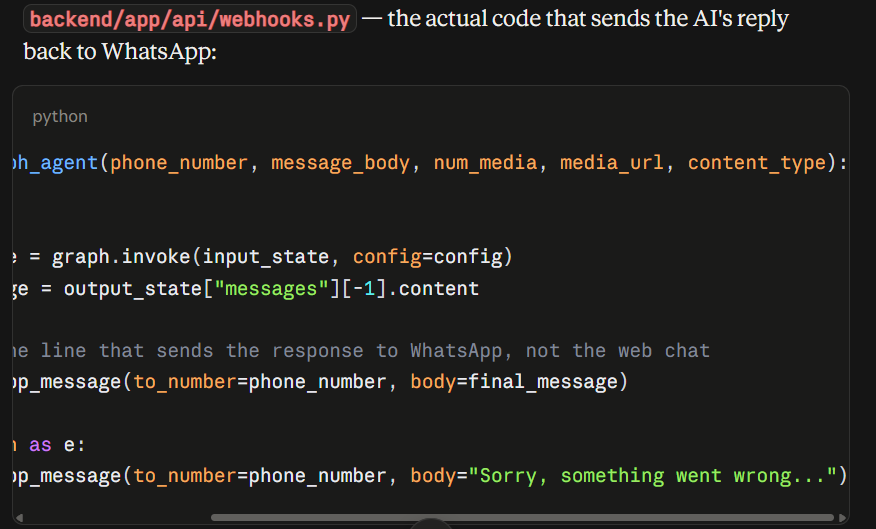 backend/app/api/webhooks.py — the actual code that sends the AI's reply
back to WhatsApp:
python
ph_agent(phone_number, message_body, num_media, media_url, content_type):
e = graph.invoke(input_state, config=config)
ge = output_state["messages"][-1].content
ne line that sends the response to WhatsApp, not the web chat
pp_message(to_number=phone_number, body=final_message)
n as e:
pp_message(to_number=phone_number, body="Sorry, something went wrong...")